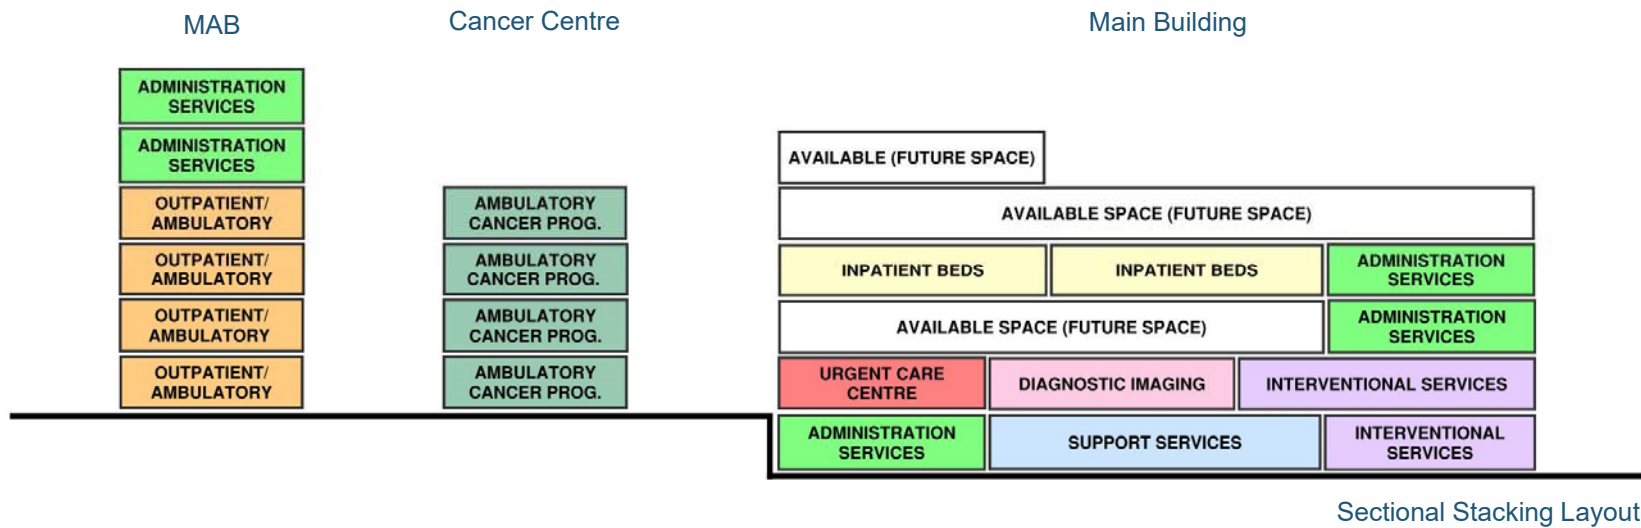 MAB
Cancer Centre
Main Building
ADMINISTRATION
SERVICES
ADMINISTRATION
SERVICES
OUTPATIENT/
AMBULATORY
OUTPATIENT/
AMBULATORY
OUTPATIENT/
AMBULATORY
OUTPATIENT/
AMBULATORY
AMBULATORY
CANCER PROG.
AMBULATORY
CANCER PROG.
AMBULATORY
CANCER PROG.
AMBULATORY
CANCER PROG.
AVAILABLE (FUTURE SPACE)
AVAILABLE SPACE (FUTURE SPACE)
INPATIENT BEDS
INPATIENT BEDS
ADMINISTRATION
SERVICES
AVAILABLE SPACE (FUTURE SPACE)
ADMINISTRATION
SERVICES
URGENT CARE
CENTRE
DIAGNOSTIC IMAGING
INTERVENTIONAL SERVICES
ADMINISTRATION
SERVICES
SUPPORT SERVICES
INTERVENTIONAL
SERVICES
Sectional Stacking Layout